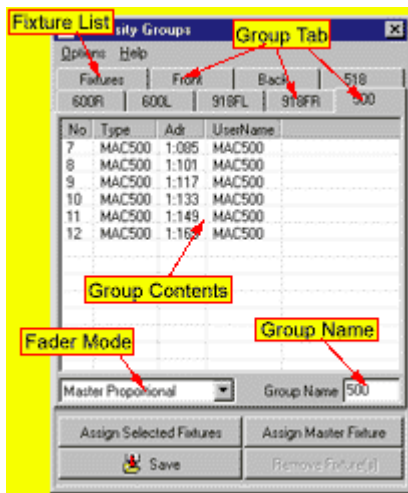 Fixture List
sity Groups
Group Tab
Options Help
Fixtures Front Back 518
600R 600L 918FL 918FR 500
No Type Adr UserName
7 MAC500 1:085 MAC500
8 MAC500 1:101 MAC500
9 MAC500 1:117 MAC500
10 MAC500 1:133 MAC500
11 MAC500 1:149 MAC500
12 MAC500 MAC500
Group Contents
Group Name
Fader Mode
Master Proportional Group Name 500
Assign Selected Fixtures Assign Master Fixture
Save Remove Fixture(s)